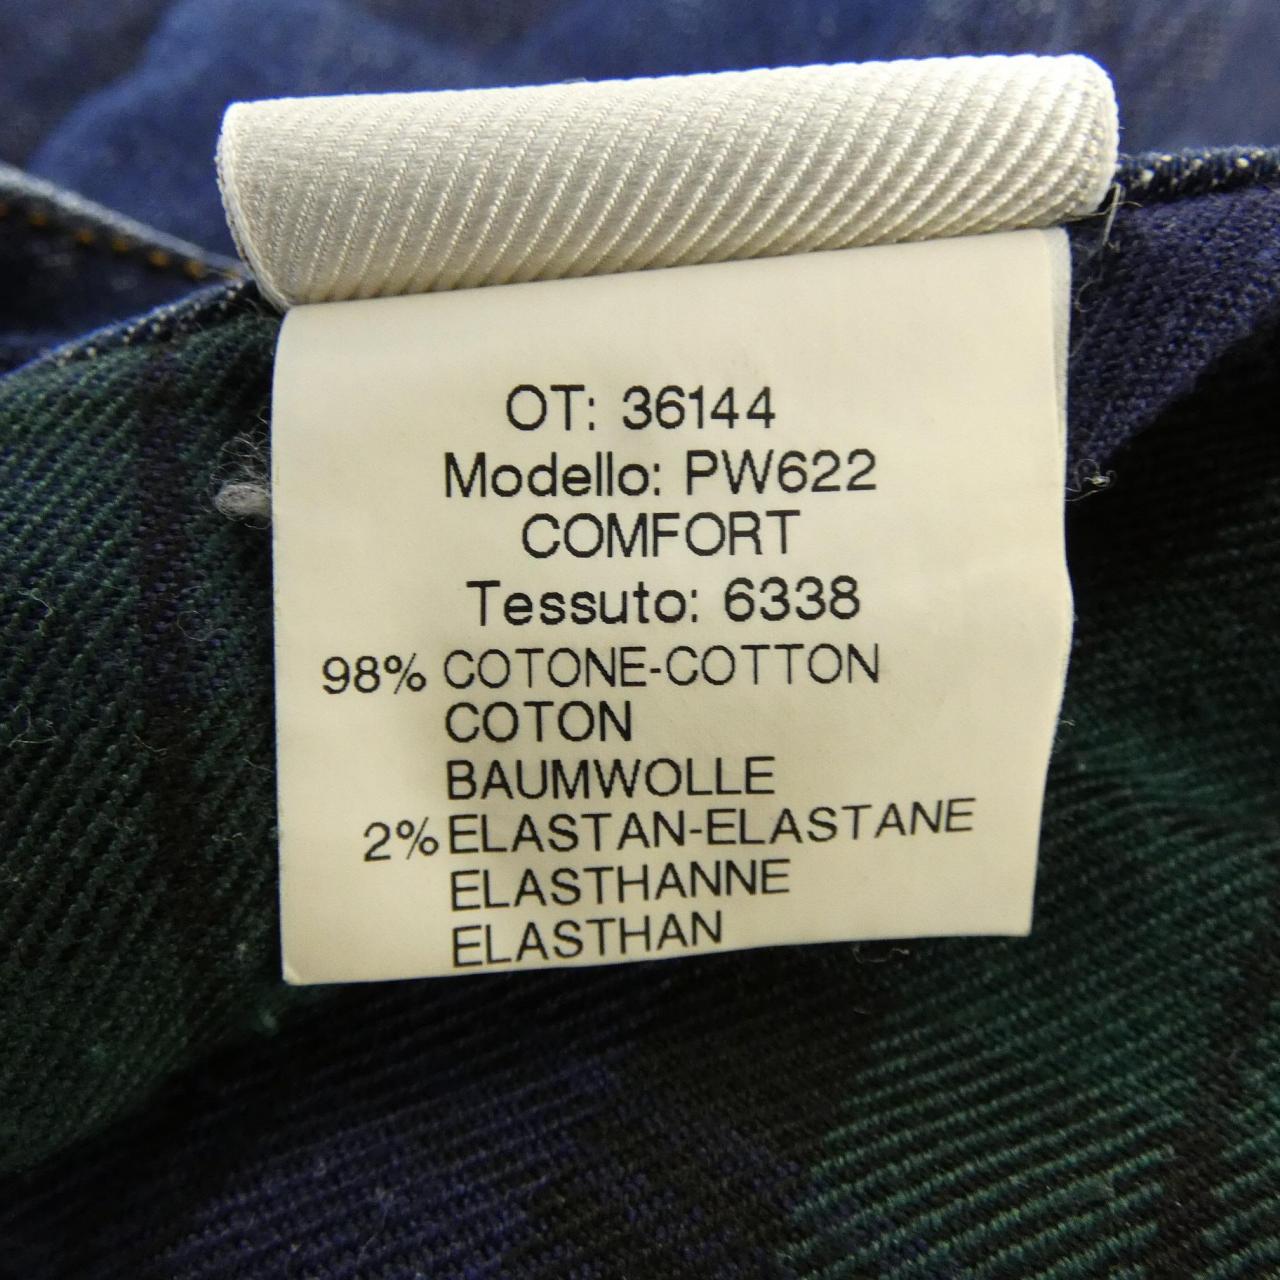 OT: 36144
Modello: PW622
COMFORT
Tessuto: 6338
98% COTONE-COTTON
COTON
BAUMWOLLE
2% ELASTAN-ELASTANE
ELASTHANNE
ELASTHAN